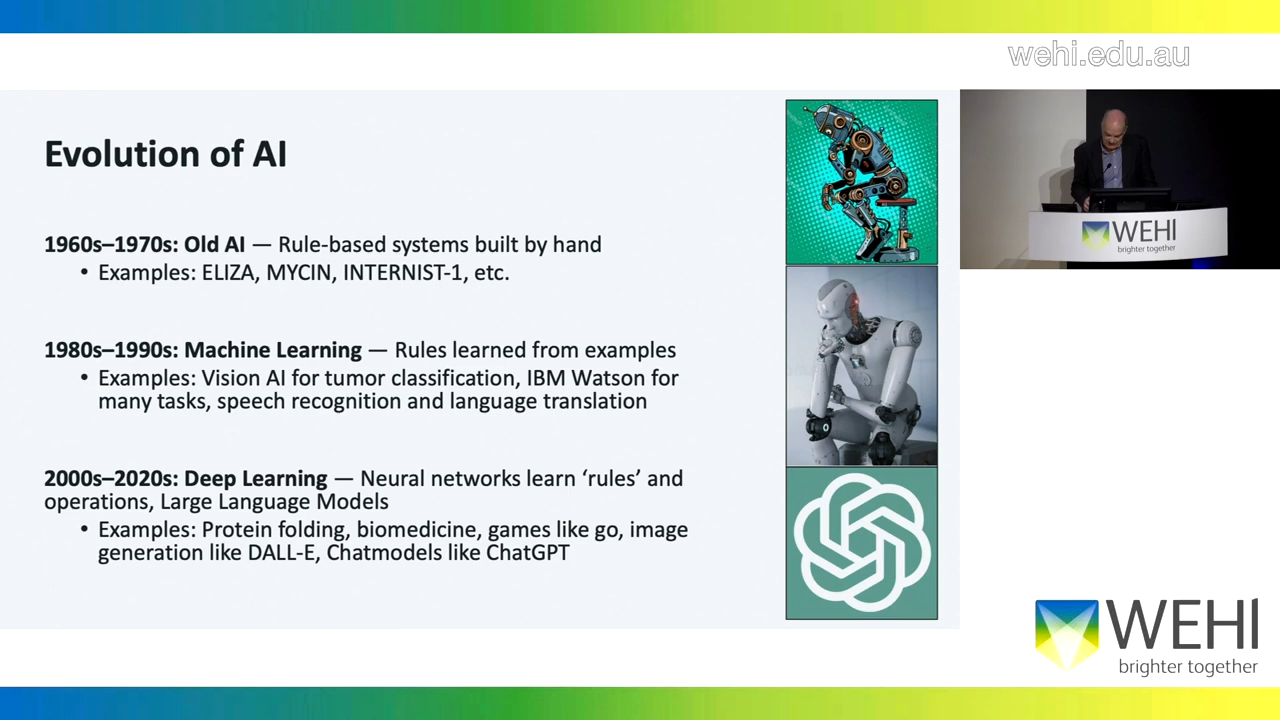 wehi.edu.au
Evolution of AI
1960s–1970s: Old AI — Rule-based systems built by hand
• Examples: ELIZA, MYCIN, INTERNIST-1, etc.
1980s–1990s: Machine Learning — Rules learned from examples
• Examples: Vision AI for tumor classification, IBM Watson for
many tasks, speech recognition and language translation
2000s–2020s: Deep Learning — Neural networks learn ‘rules’ and
operations, Large Language Models
• Examples: Protein folding, biomedicine, games like go, image
generation like DALL-E, Chatmodels like ChatGPT
WEHI
brighter together
WEHI
brighter together